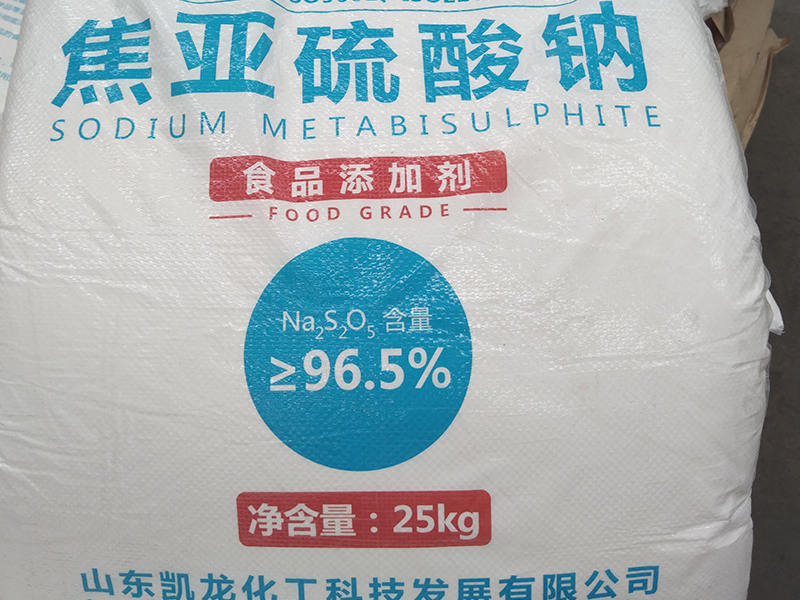 焦亚硫酸钠
SODIUM METABISULPHITE
食品添加剂
FOOD GRADE
Na₂S₂O₅ 含量
≥96.5%
净含量：25kg
山东凯龙化工科技发展有限公司